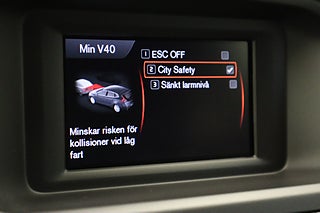 Min V40
1 ESC OFF
2 City Safety
3 Sänkt larmnivå
Minskar risken för
kollisioner vid låg
fart